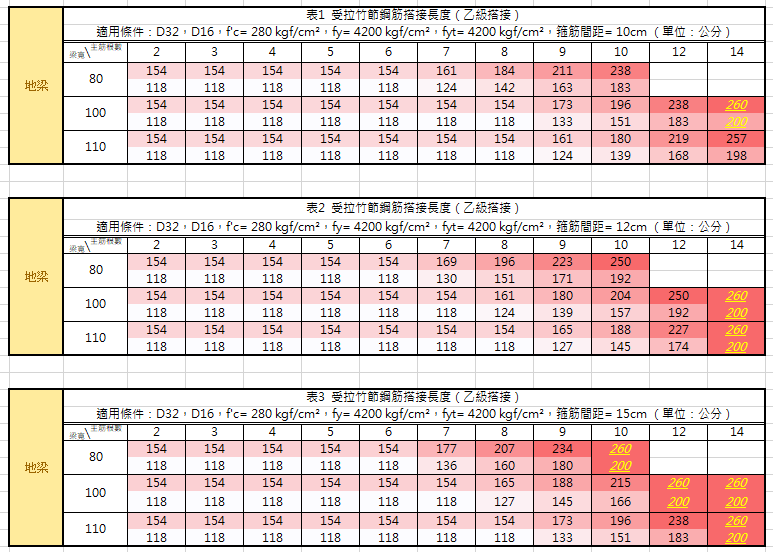 表1 受拉竹節鋼筋搭接長度（乙級搭接）
適用條件：D32，D16，f'c= 280 kgf/cm²，fy= 4200 kgf/cm²，fyt= 4200 kgf/cm²，箍筋間距= 10cm （單位：公分）
地梁
主筋根數
梁寬 \ 2 3 4 5 6 7 8 9 10 12 14
80
154 154 154 154 154 161 184 211 238
118 118 118 118 118 124 142 163 183
100
154 154 154 154 154 154 154 173 196 238 260
118 118 118 118 118 118 118 133 151 183 200
110
154 154 154 154 154 154 154 161 180 219 257
118 118 118 118 118 118 118 124 139 168 198
表2 受拉竹節鋼筋搭接長度（乙級搭接）
適用條件：D32，D16，f'c= 280 kgf/cm²，fy= 4200 kgf/cm²，fyt= 4200 kgf/cm²，箍筋間距= 12cm （單位：公分）
地梁
主筋根數
梁寬 \ 2 3 4 5 6 7 8 9 10 12 14
80
154 154 154 154 154 169 196 223 250
118 118 118 118 118 130 151 171 192
100
154 154 154 154 154 154 161 180 204 250 260
118 118 118 118 118 118 124 139 157 192 200
110
154 154 154 154 154 154 154 165 188 227 260
118 118 118 118 118 118 118 127 145 174 200
表3 受拉竹節鋼筋搭接長度（乙級搭接）
適用條件：D32，D16，f'c= 280 kgf/cm²，fy= 4200 kgf/cm²，fyt= 4200 kgf/cm²，箍筋間距= 15cm （單位：公分）
地梁
主筋根數
梁寬 \ 2 3 4 5 6 7 8 9 10 12 14
80
154 154 154 154 154 177 207 234 260
118 118 118 118 118 136 160 180 200
100
154 154 154 154 154 154 165 188 215 260 260
118 118 118 118 118 118 127 145 166 200 200
110
154 154 154 154 154 154 154 173 196 238 260
118 118 118 118 118 118 118 133 151 183 200